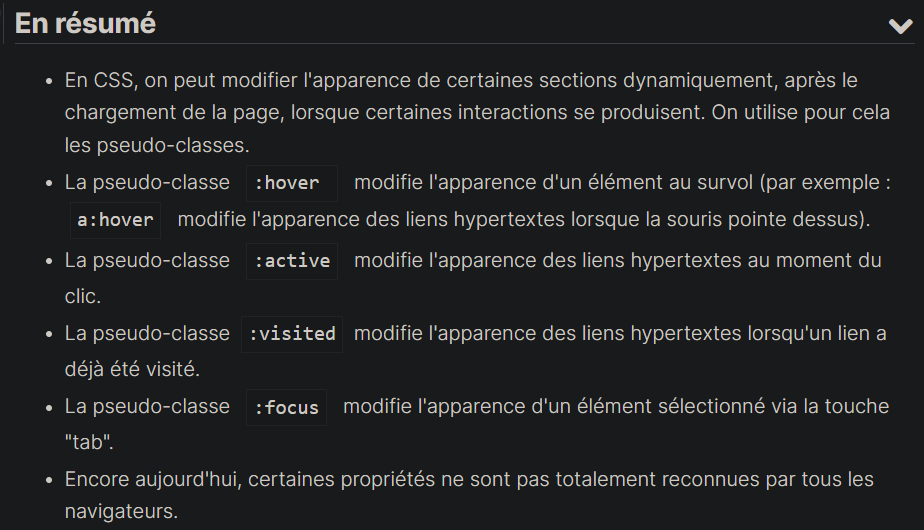 En résumé
• En CSS, on peut modifier l'apparence de certaines sections dynamiquement, après le
chargement de la page, lorsque certaines interactions se produisent. On utilise pour cela
les pseudo-classes.
• La pseudo-classe :hover modifie l'apparence d'un élément au survol (par exemple :
a:hover modifie l'apparence des liens hypertextes lorsque la souris pointe dessus).
• La pseudo-classe :active modifie l'apparence des liens hypertextes au moment du
clic.
• La pseudo-classe :visited modifie l'apparence des liens hypertextes lorsqu'un lien a
déjà été visité.
• La pseudo-classe :focus modifie l'apparence d'un élément sélectionné via la touche
"tab".
• Encore aujourd'hui, certaines propriétés ne sont pas totalement reconnues par tous les
navigateurs.